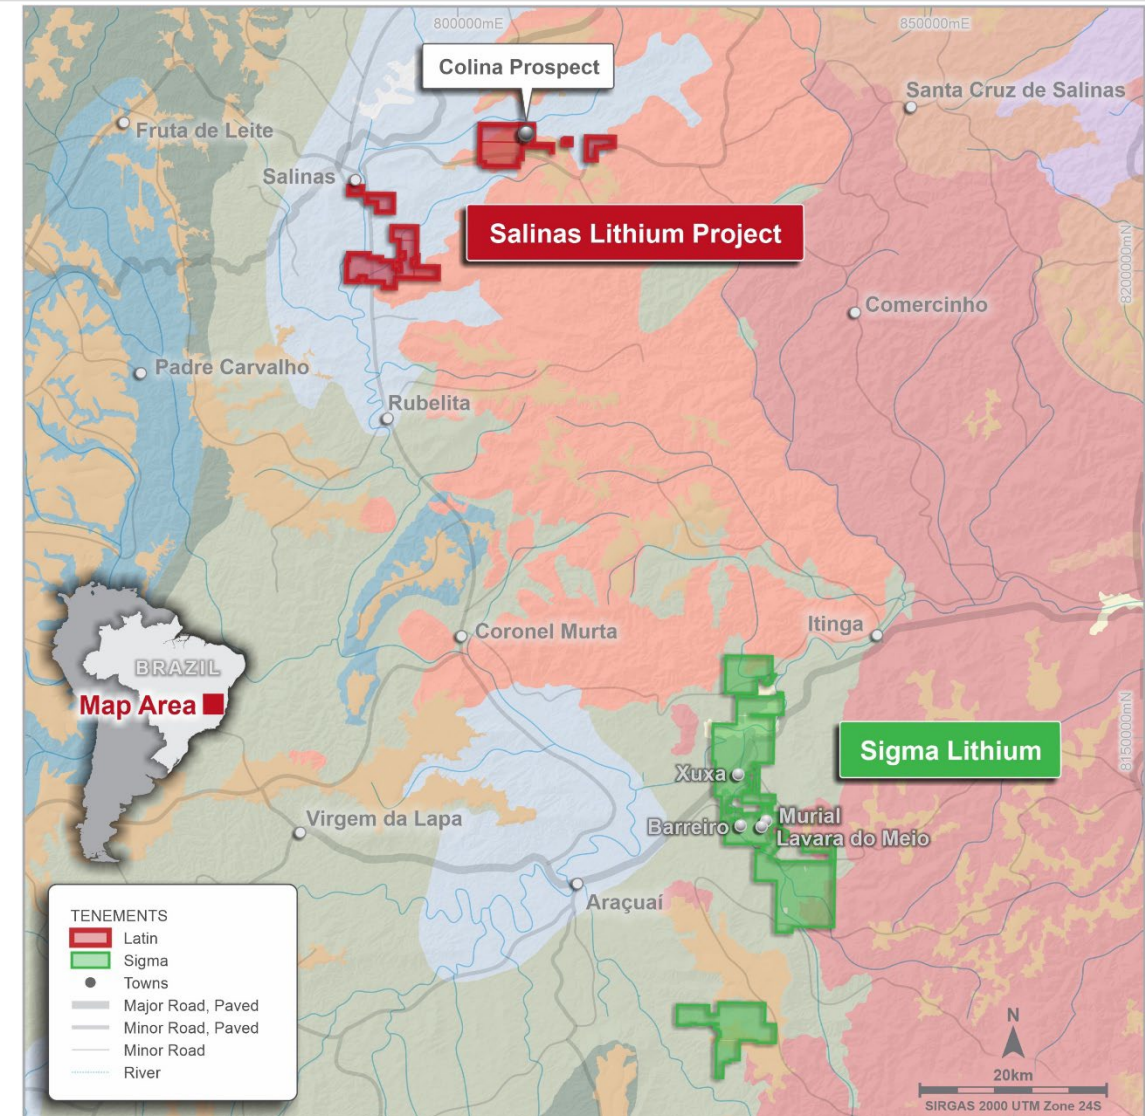 800000mE
850000mE
Colina Prospect
Santa Cruz de Salinas
Fruta de Leite
Salinas
Salinas Lithium Project
8200000mN
Comercinho
Padre Carvalho
Rubelita
Itinga
Coronel Murta
BRAZIL
Map Area
8150000mN
Sigma Lithium
Xuxa
Murial
Barreiro
Lavara do Meio
Virgem da Lapa
Araçuaí
TENEMENTS
Latin
Sigma
Towns
Major Road, Paved
Minor Road, Paved
Minor Road
River
N
20km
SIRGAS 2000 UTM Zone 24S